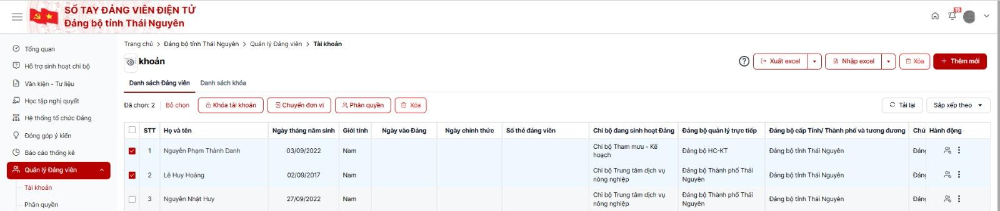 SỔ TAY ĐẢNG VIÊN ĐIỆN TỬ
Đảng bộ tỉnh Thái Nguyên
15
Tổng quan
Hỗ trợ sinh hoạt chi bộ
Văn kiện - Tư liệu
Học tập nghị quyết
Hệ thống tổ chức Đảng
Đóng góp ý kiến
Báo cáo thống kê
Quản lý Đảng viên
Tài khoản
Phân quyền
Trang chủ > Đảng bộ tỉnh Thái Nguyên > Quản lý Đảng viên > Tài khoản
khoản
Xuất excel Nhập excel Xóa + Thêm mới
Danh sách Đảng viên Danh sách khóa
Đã chọn: 2 Bỏ chọn Khóa tài khoản Chuyển đơn vị Phân quyền Xóa Tải lại Sắp xếp theo
STT Họ và tên Ngày tháng năm sinh Giới tính Ngày vào Đảng Ngày chính thức Số thẻ đảng viên Chi bộ đang sinh hoạt Đảng Đảng bộ quản lý trực tiếp Đảng bộ cấp Tỉnh/ Thành phố và tương đương Chứ Hành động
1 Nguyễn Phạm Thành Danh 03/09/2022 Nam Chi bộ Tham mưu - Kế
hoạch Đảng bộ HC-KT Đảng bộ tỉnh Thái Nguyên Đảng
2 Lê Huy Hoàng 02/09/2017 Nam Chi bộ Trung tâm dịch vụ
nông nghiệp Đảng bộ Thành phố Thái
Nguyên Đảng bộ tỉnh Thái Nguyên Đảng
3 Nguyễn Nhật Huy 27/09/2022 Nam Chi bộ Trung tâm dịch vụ
nông nghiệp Đảng bộ Thành phố Thái
Nguyên Đảng bộ tỉnh Thái Nguyên Đảng